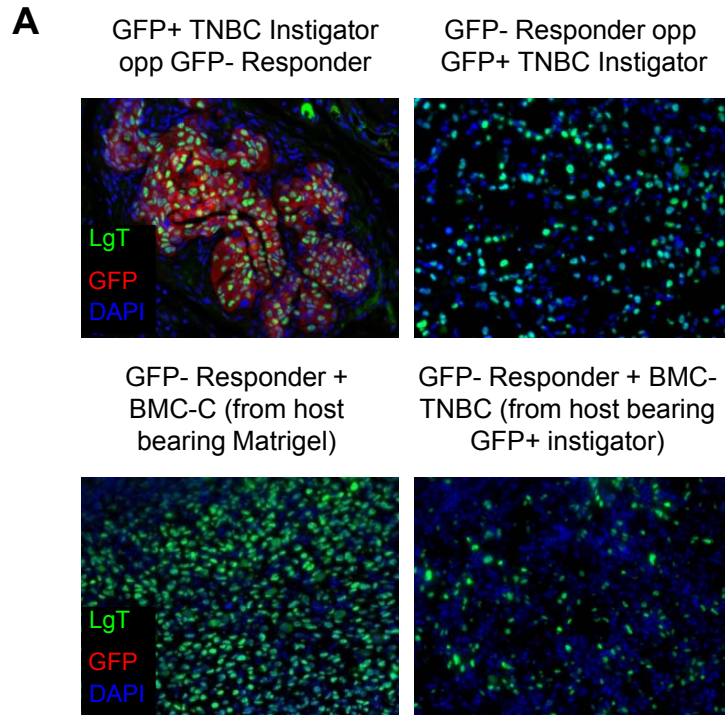 A
GFP+ TNBC Instigator
opp GFP- Responder
GFP- Responder opp
GFP+ TNBC Instigator
LgT
GFP
DAPI
GFP- Responder +
BMC-C (from host
bearing Matrigel)
GFP- Responder + BMC-
TNBC (from host bearing
GFP+ instigator)
LgT
GFP
DAPI